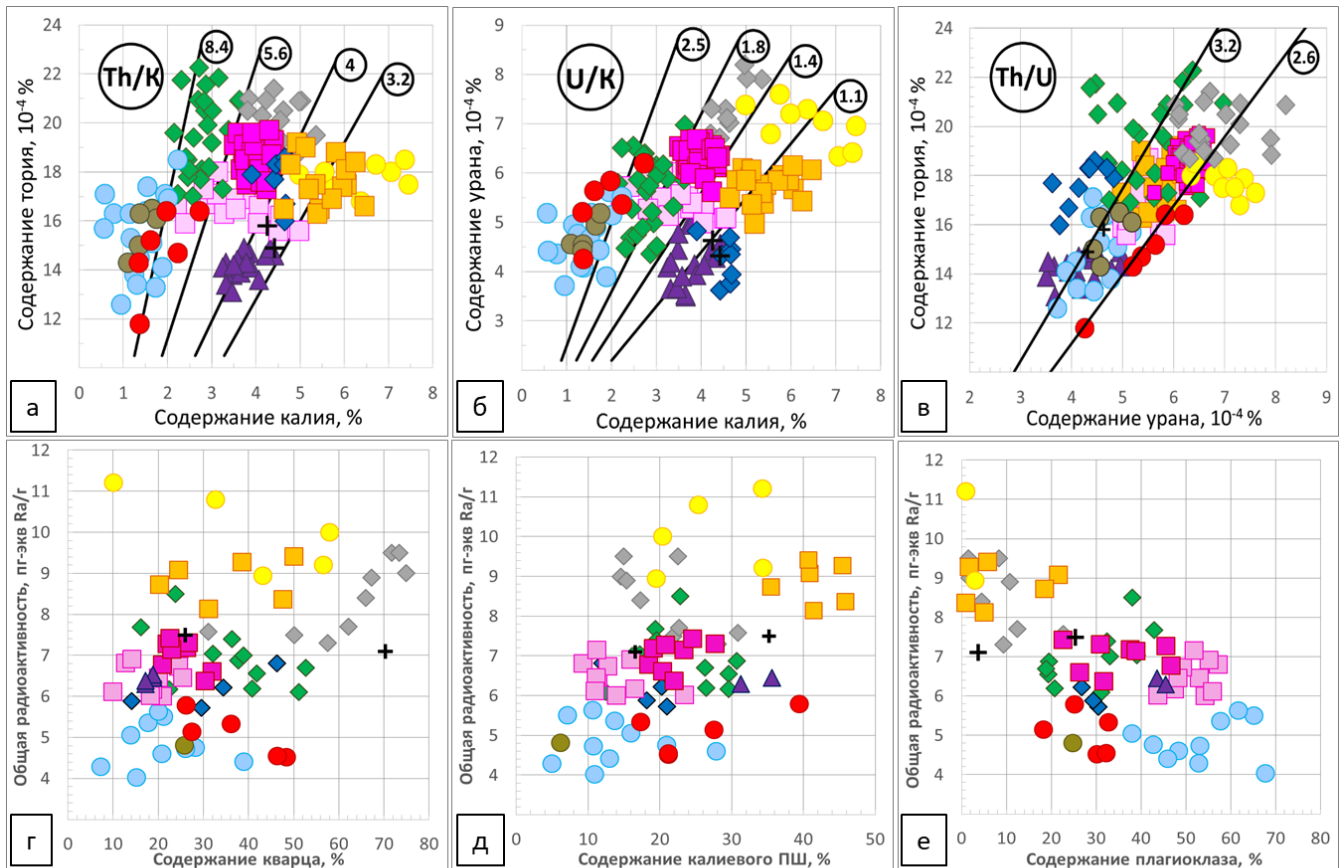 Содержание тория, 10⁻⁴ %
24
22
20
18
16
14
12
0 1 2 3 4 5 6 7 8
Содержание калия, %
Th/K
8.4
5.6
4
3.2
а
Содержание урана, 10⁻⁴ %
9
8
7
6
5
4
3
0 1 2 3 4 5 6 7 8
Содержание калия, %
U/K
2.5
1.8
1.4
1.1
б
Содержание тория, 10⁻⁴ %
24
22
20
18
16
14
12
2 3 4 5 6 7 8 9
Содержание урана, 10⁻⁴ %
Th/U
3.2
2.6
в
Общая радиоактивность, пг-экв Ra/г
12
11
10
9
8
7
6
5
4
0 10 20 30 40 50 60 70 80
Содержание кварца, %
г
Общая радиоактивность, пг-экв Ra/г
12
11
10
9
8
7
6
5
4
0 10 20 30 40 50
Содержание калиевого ПШ, %
д
Общая радиоактивность, пг-экв Ra/г
12
11
10
9
8
7
6
5
4
0 10 20 30 40 50 60 70 80
Содержание плагиоклаза, %
е